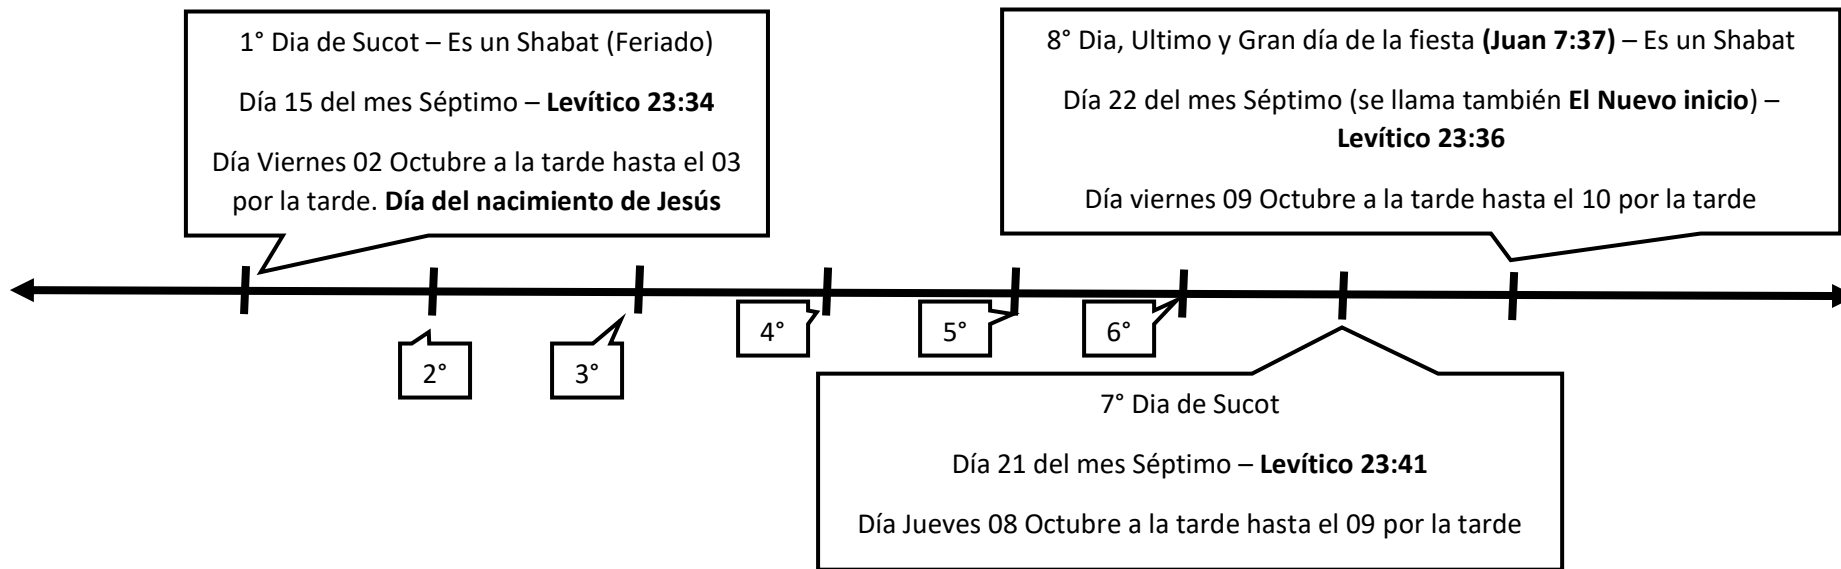 1° Dia de Sucot – Es un Shabat (Feriado)
Día 15 del mes Séptimo – Levítico 23:34
Día Viernes 02 Octubre a la tarde hasta el 03
por la tarde. Día del nacimiento de Jesús
8° Dia, Ultimo y Gran día de la fiesta (Juan 7:37) – Es un Shabat
Día 22 del mes Séptimo (se llama también El Nuevo inicio) –
Levítico 23:36
Día viernes 09 Octubre a la tarde hasta el 10 por la tarde
2°
3°
4°
5°
6°
7° Dia de Sucot
Día 21 del mes Séptimo – Levítico 23:41
Día Jueves 08 Octubre a la tarde hasta el 09 por la tarde